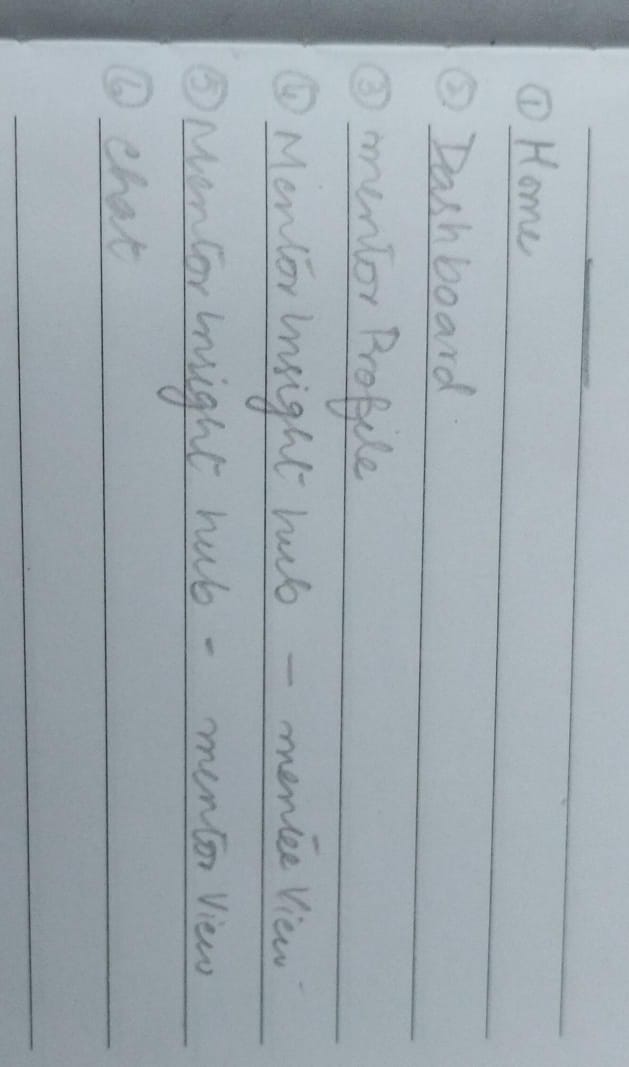 ① Home
② Dashboard
③ mentor Profile
④ Mentor Insight hub - mentee View
⑤ Mentor Insight hub - mentor View
⑥ chat